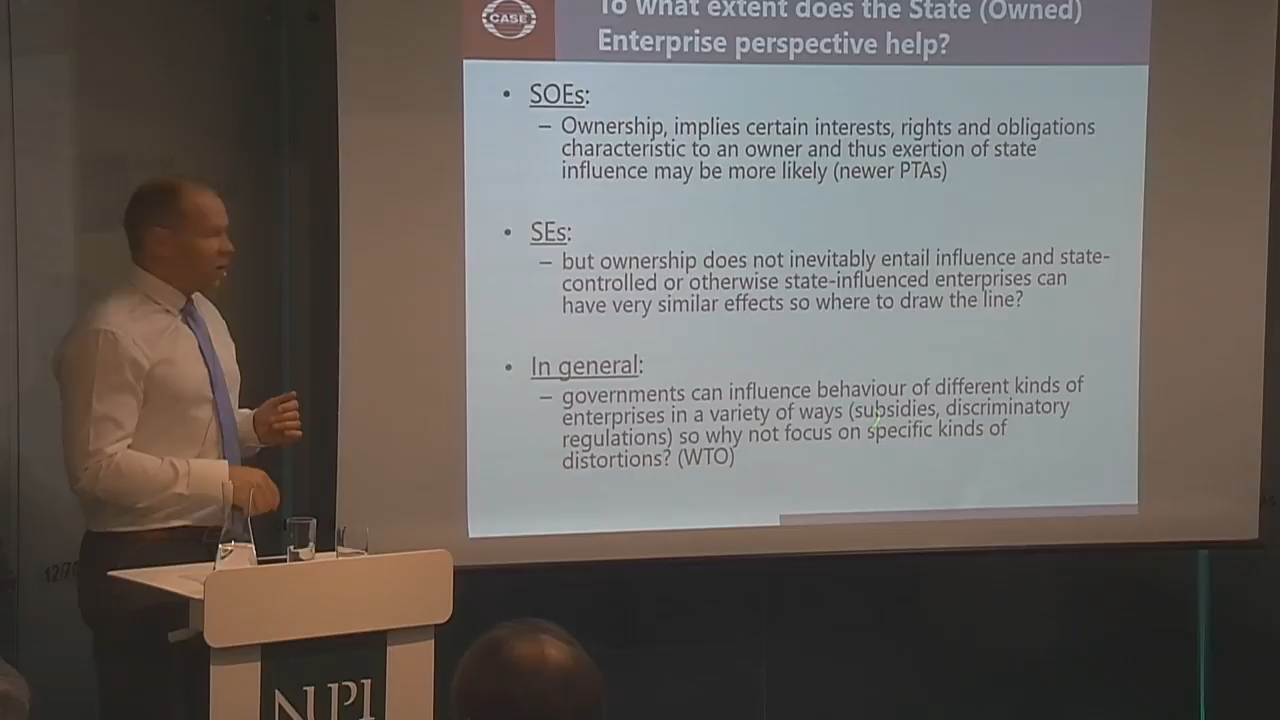 CASE
To what extent does the State (Owned)
Enterprise perspective help?
• SOEs:
– Ownership, implies certain interests, rights and obligations
characteristic to an owner and thus exertion of state
influence may be more likely (newer PTAs)
• SEs:
– but ownership does not inevitably entail influence and state-
controlled or otherwise state-influenced enterprises can
have very similar effects so where to draw the line?
• In general:
– governments can influence behaviour of different kinds of
enterprises in a variety of ways (subsidies, discriminatory
regulations) so why not focus on specific kinds of
distortions? (WTO)
NUPI